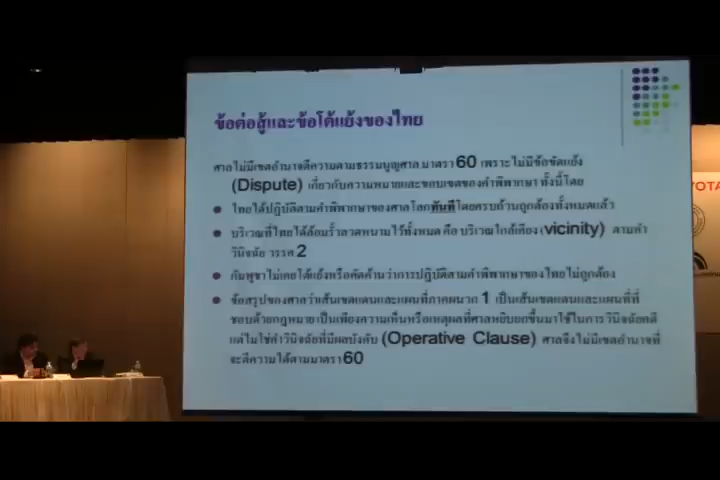 ข้อต่อสู้และข้อโต้แย้งของไทย
ศาลไม่มีเขตอำนาจตีความตามธรรมนูญศาล มาตรา 60 เพราะไม่มีข้อขัดแย้ง
(Dispute) เกี่ยวกับความหมายและขอบเขตของคำพิพากษา ทั้งนี้โดย
ไทยได้ปฏิบัติตามคำพิพากษาของศาลโลกทันทีโดยครบถ้วนถูกต้องทั้งหมดแล้ว
บริเวณที่ไทยได้ล้อมรั้วลวดหนามไว้ทั้งหมด คือ บริเวณใกล้เคียง (vicinity) ตามคำ
วินิจฉัย วรรค 2
กัมพูชาไม่เคยโต้แย้งหรือคัดค้านว่าการปฏิบัติตามคำพิพากษาของไทยไม่ถูกต้อง
ข้อสรุปของศาลว่าเส้นเขตแดนและแผนที่ภาคผนวก 1 เป็นเส้นเขตแดนและแผนที่ที่
ชอบด้วยกฎหมาย เป็นเพียงความเห็นหรือเหตุผลที่ศาลหยิบยกขึ้นมาใช้ในการวินิจฉัยคดี
แต่ไม่ใช่คำวินิจฉัยที่มีผลบังคับ (Operative Clause) ศาลจึงไม่มีเขตอำนาจที่
จะตีความได้ตามมาตรา 60
YOTA